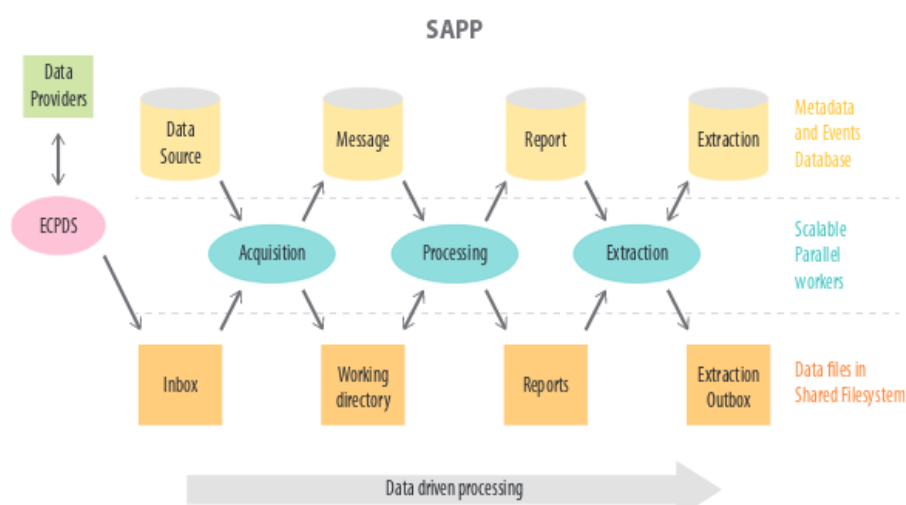 SAPP
Data
Providers
Data
Source
Message
Report
Extraction
Metadata
and Events
Database
ECPDS
Acquisition
Processing
Extraction
Scalable
Parallel
workers
Inbox
Working
directory
Reports
Extraction
Outbox
Data files in
Shared Filesystem
Data driven processing